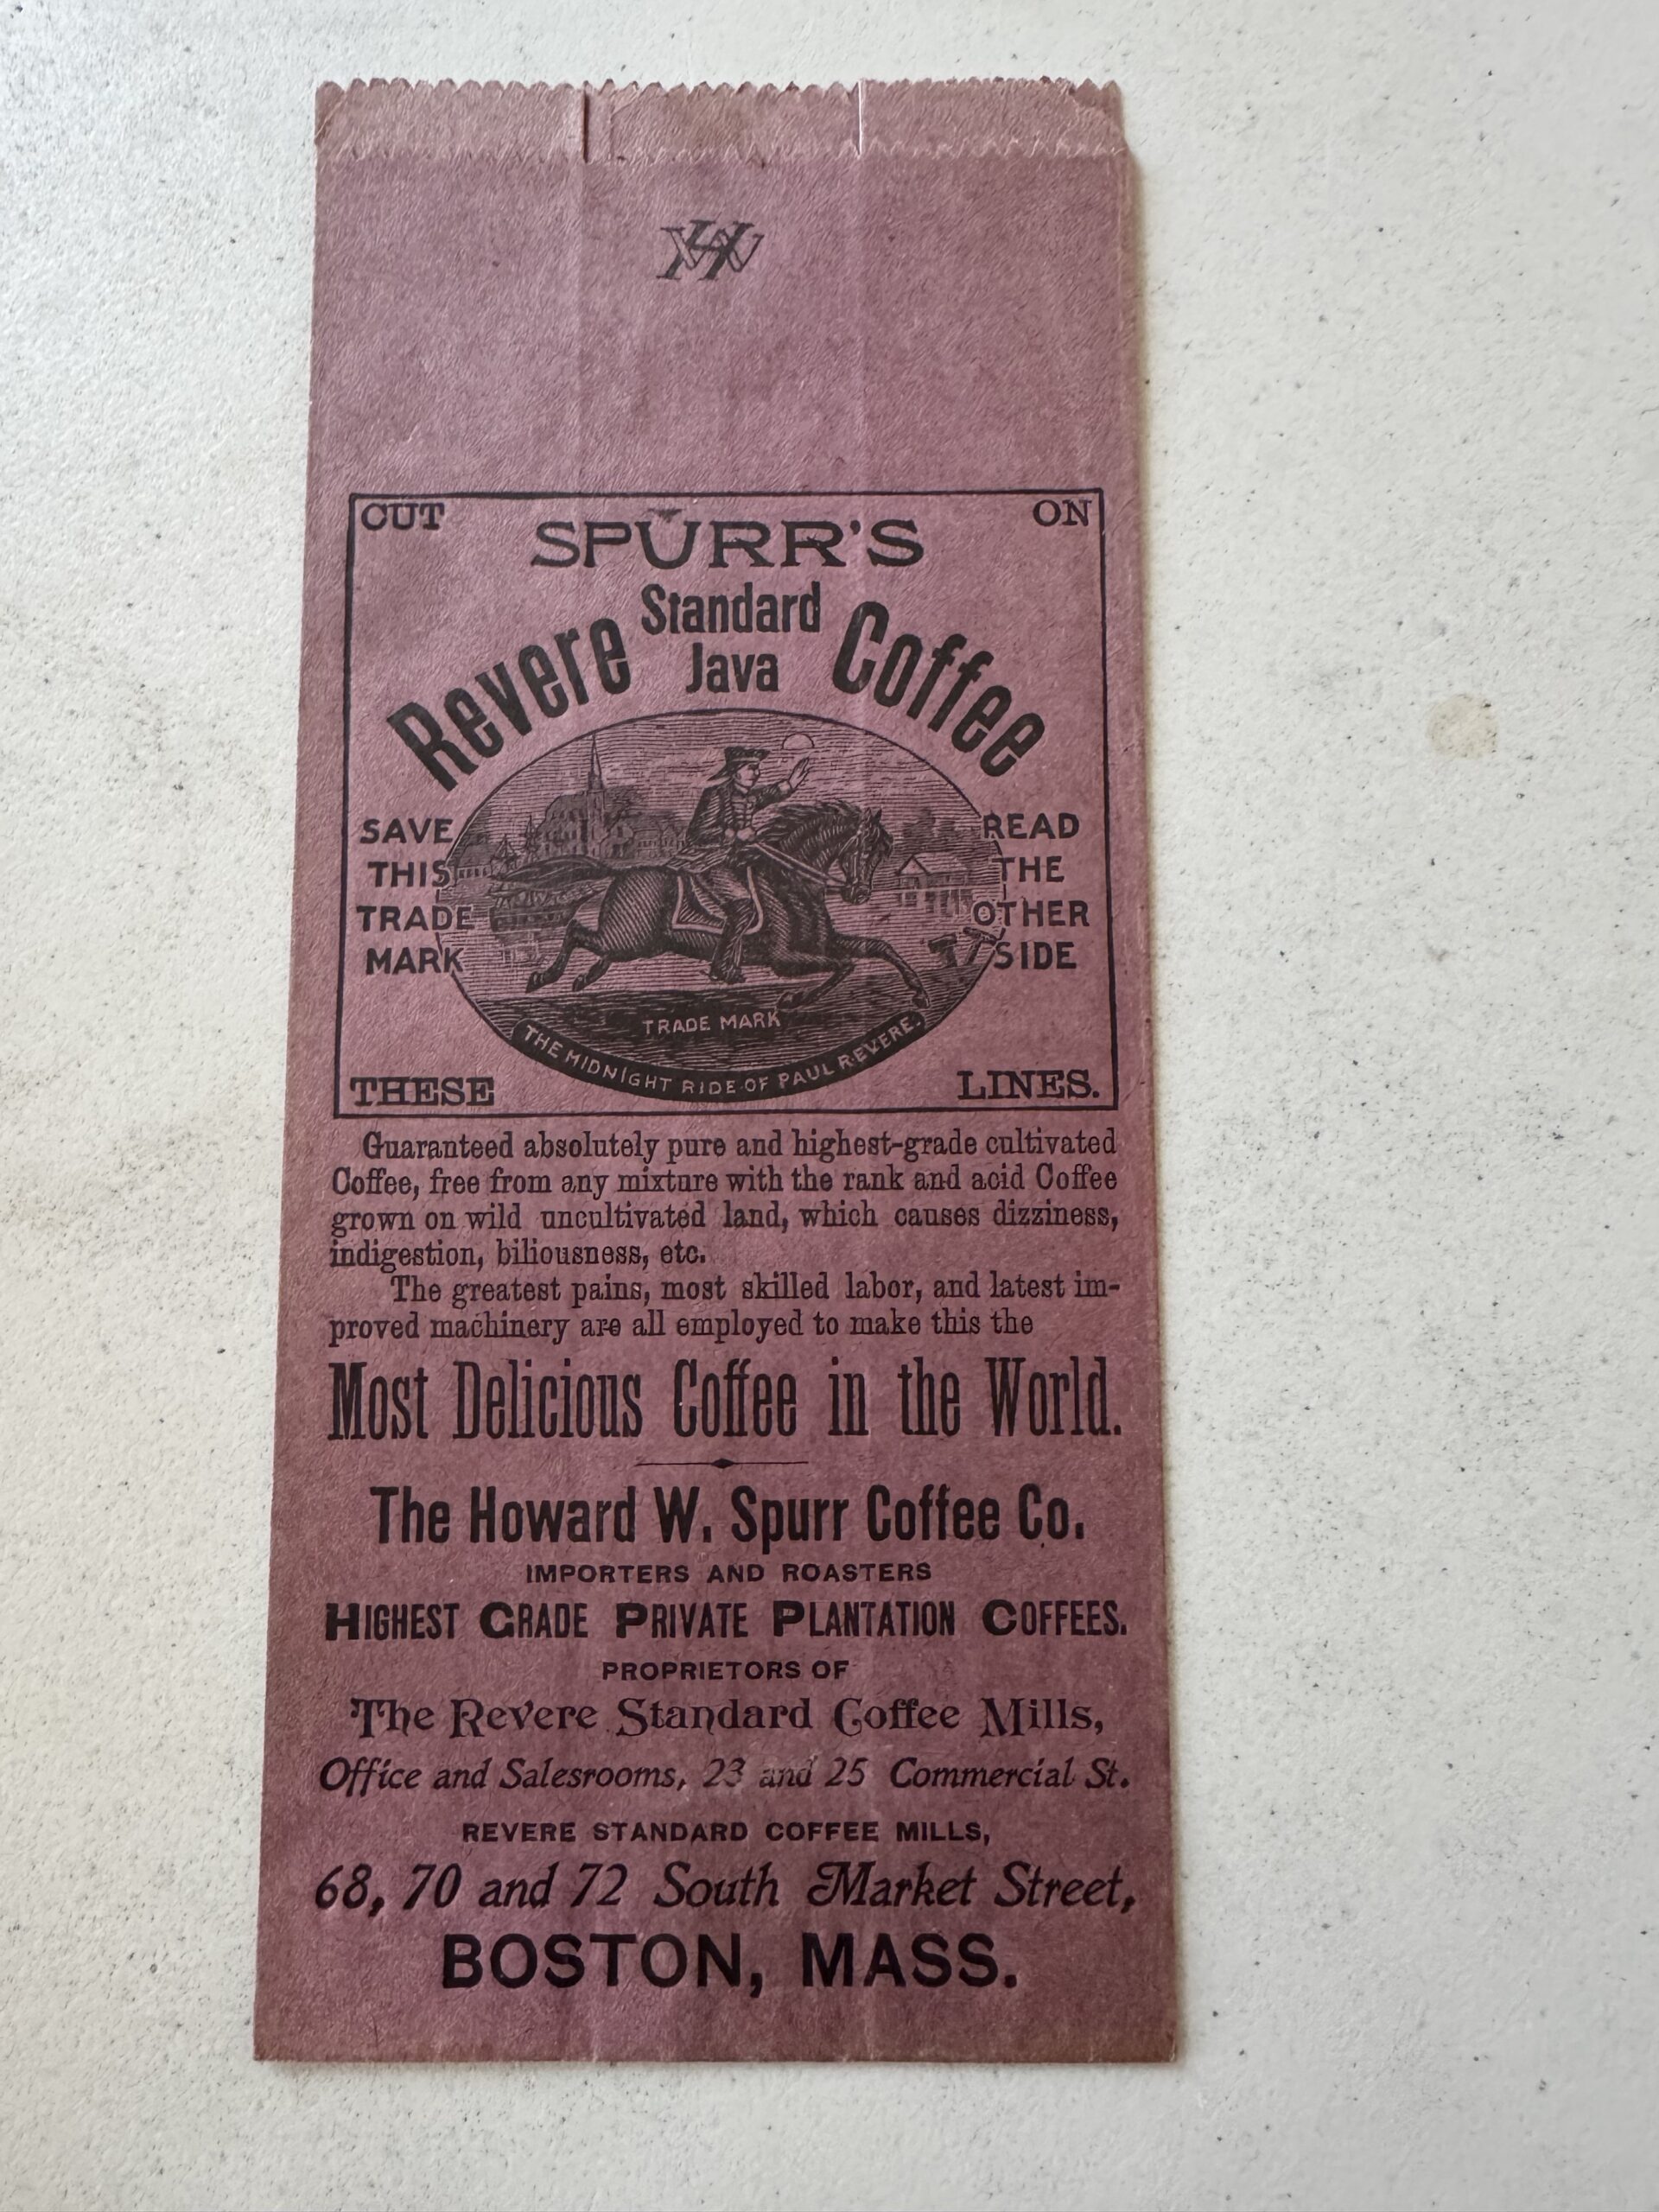 CUT ON
SPURR'S
Revere Standard Java Coffee
SAVE THIS TRADE MARK
READ THE OTHER SIDE
TRADE MARK
THE MIDNIGHT RIDE OF PAUL REVERE.
THESE LINES.
Guaranteed absolutely pure and highest-grade cultivated
Coffee, free from any mixture with the rank and acid Coffee
grown on wild uncultivated land, which causes dizziness,
indigestion, biliousness, etc.
The greatest pains, most skilled labor, and latest im-
proved machinery are all employed to make this the
Most Delicious Coffee in the World.
The Howard W. Spurr Coffee Co.
IMPORTERS AND ROASTERS
HIGHEST GRADE PRIVATE PLANTATION COFFEES.
PROPRIETORS OF
The Revere Standard Coffee Mills,
Office and Salesrooms, 23 and 25 Commercial St.
REVERE STANDARD COFFEE MILLS,
68, 70 and 72 South Market Street,
BOSTON, MASS.